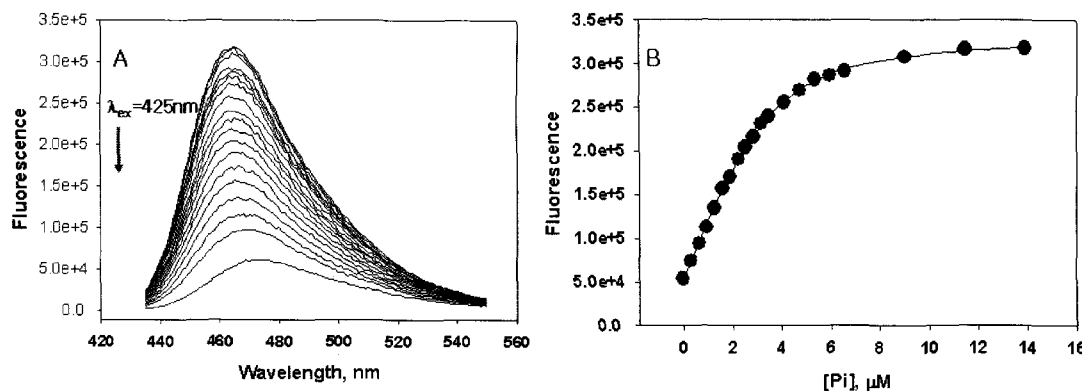 A
λex=425nm
Fluorescence
3.5e+5
3.0e+5
2.5e+5
2.0e+5
1.5e+5
1.0e+5
5.0e+4
0.0
420 440 460 480 500 520 540 560
Wavelength, nm
B
Fluorescence
3.5e+5
3.0e+5
2.5e+5
2.0e+5
1.5e+5
1.0e+5
5.0e+4
0.0
0 2 4 6 8 10 12 14 16
[Pi], μM